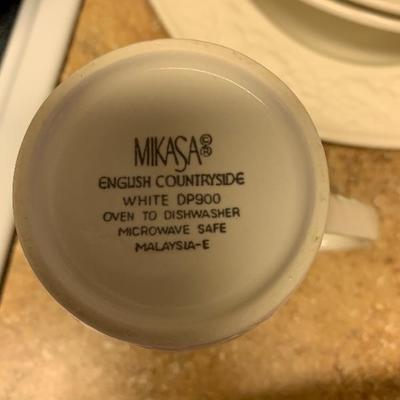 MIKASA©®
ENGLISH COUNTRYSIDE
WHITE DP900
OVEN TO DISHWASHER
MICROWAVE SAFE
MALAYSIA-E